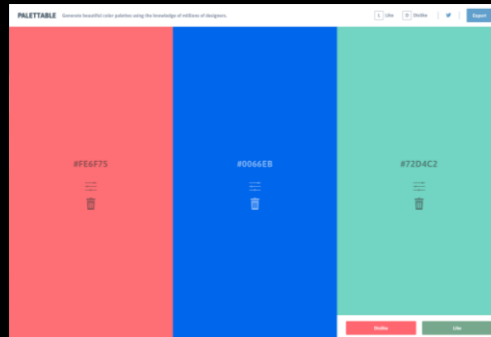 PALETTABLE Generate beautiful color palettes using the knowledge of millions of designers. L Like D Dislike Export
#FE6F75 #0066EB #72D4C2
Dislike Like